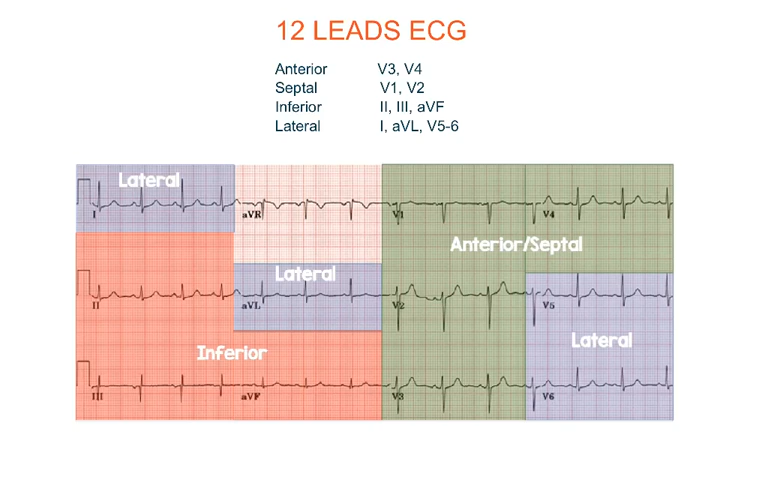 12 LEADS ECG
Anterior V3, V4
Septal V1, V2
Inferior II, III, aVF
Lateral I, aVL, V5-6
Lateral
I aVR V1 V4
Anterior/Septal
Lateral
II aVL V2 V5
Lateral
Inferior
III aVF V3 V6